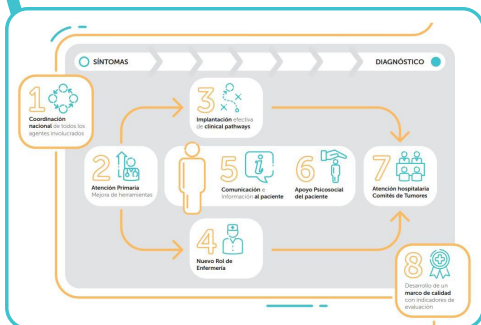 SÍNTOMAS
DIAGNÓSTICO
1
Coordinación
nacional de todos los
agentes involucrados
2
Atención Primaria
Mejora de herramientas
3
Implantación efectiva
de clinical pathways
4
Nuevo Rol de
Enfermería
5
Comunicación e
información al paciente
6
Apoyo Psicosocial
del paciente
7
Atención hospitalaria
Comités de Tumores
8
Desarrollo de un
marco de calidad
con indicadores de
evaluación